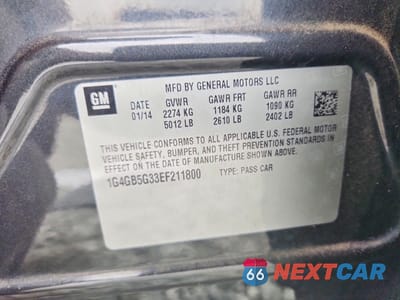 GM
MFD BY GENERAL MOTORS LLC
DATE GVWR GAWR FRT GAWR RR
01/14 2274 KG 1184 KG 1090 KG
5012 LB 2610 LB 2402 LB
THIS VEHICLE CONFORMS TO ALL APPLICABLE U.S. FEDERAL MOTOR
VEHICLE SAFETY, BUMPER, AND THEFT PREVENTION STANDARDS IN
EFFECT ON THE DATE OF MANUFACTURE SHOWN ABOVE.
1G4GB5G33EF211800 TYPE: PASS CAR
66 NEXTCAR